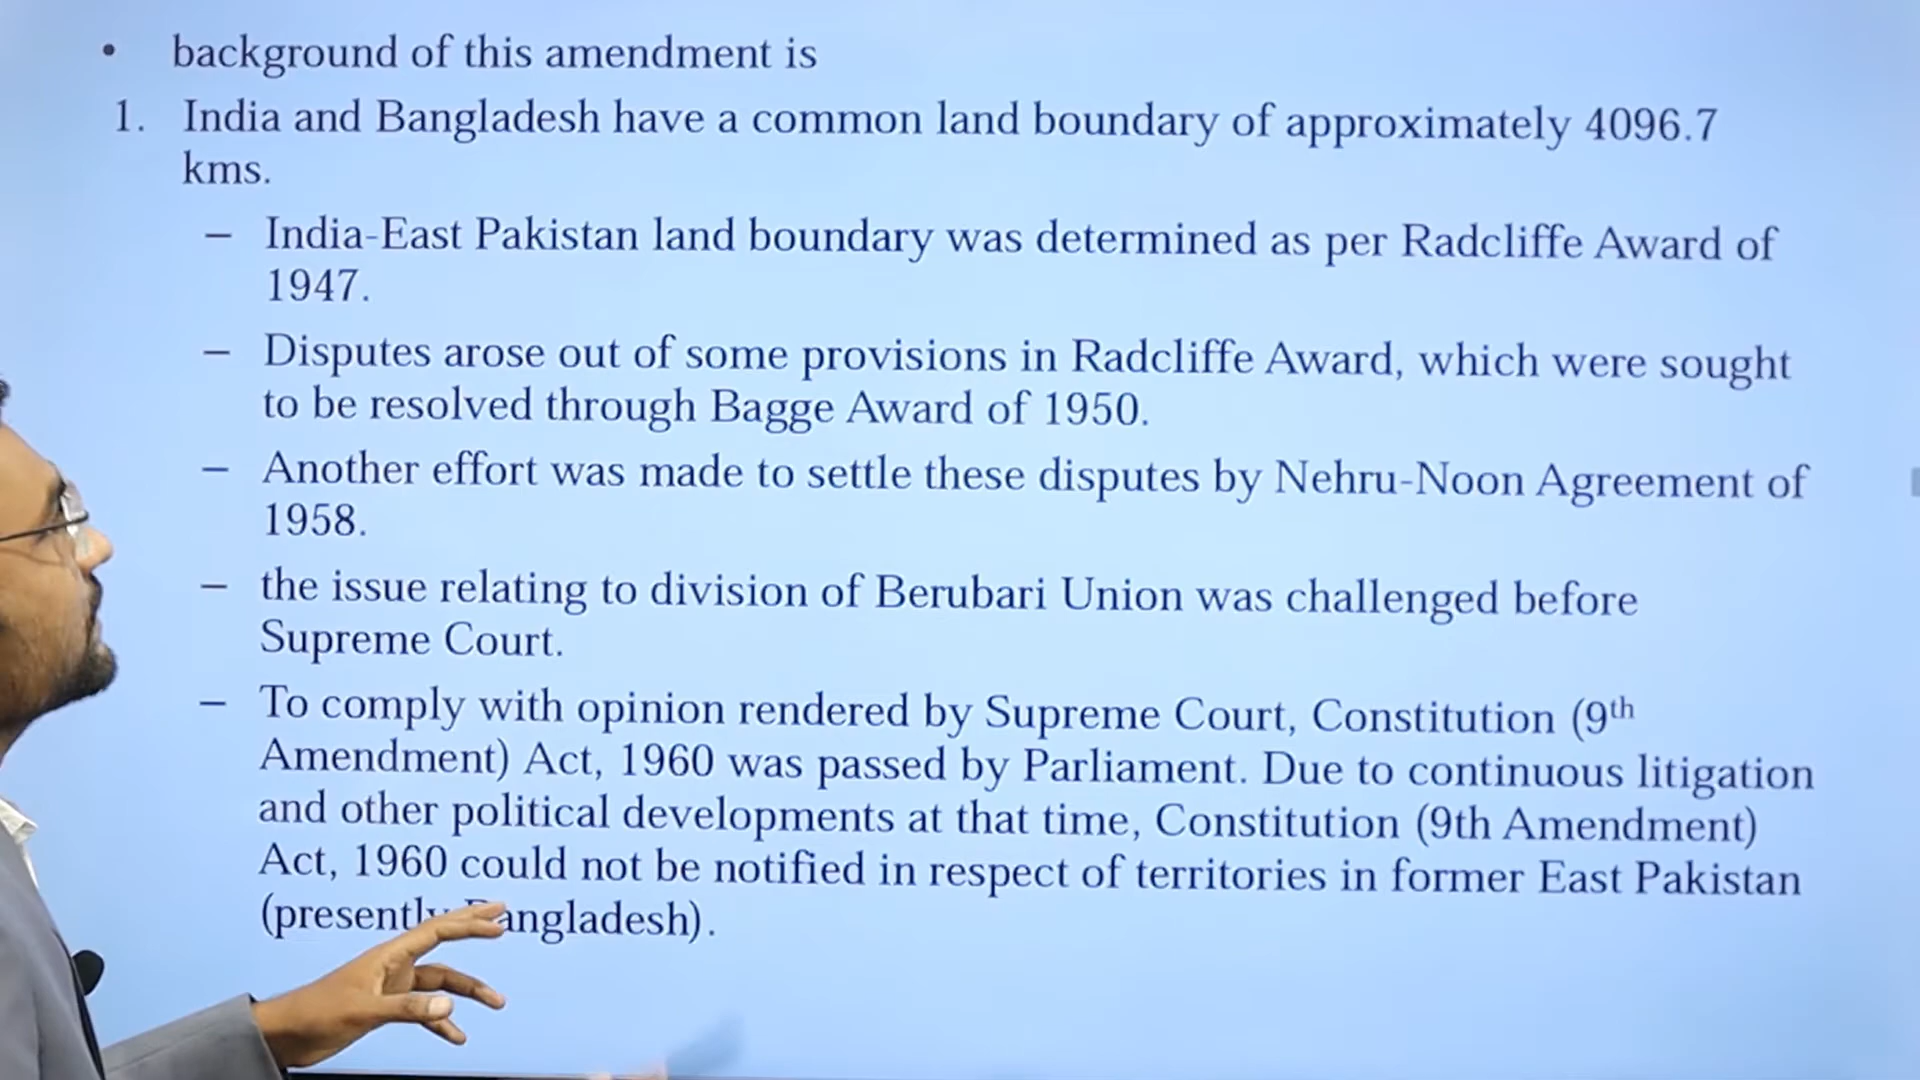 • background of this amendment is
1. India and Bangladesh have a common land boundary of approximately 4096.7
kms.
– India-East Pakistan land boundary was determined as per Radcliffe Award of
1947.
– Disputes arose out of some provisions in Radcliffe Award, which were sought
to be resolved through Bagge Award of 1950.
– Another effort was made to settle these disputes by Nehru-Noon Agreement of
1958.
– the issue relating to division of Berubari Union was challenged before
Supreme Court.
– To comply with opinion rendered by Supreme Court, Constitution (9th
Amendment) Act, 1960 was passed by Parliament. Due to continuous litigation
and other political developments at that time, Constitution (9th Amendment)
Act, 1960 could not be notified in respect of territories in former East Pakistan
(presently Bangladesh).